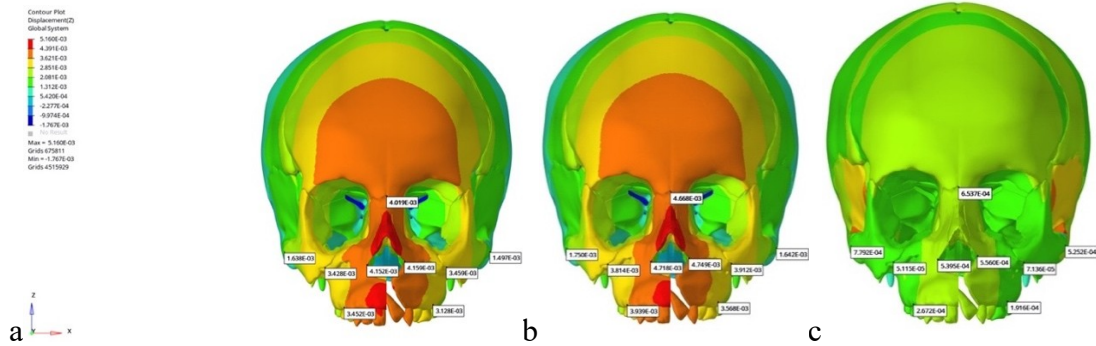 Contour Plot
Displacement(Z)
Global System
5.160E-03
4.391E-03
3.621E-03
2.851E-03
2.081E-03
1.312E-03
5.420E-04
-2.277E-04
-9.974E-04
-1.767E-03
No Result
Max = 5.160E-03
Grids 675811
Min = -1.767E-03
Grids 4515929
Z
Y
X
a
4.019E-03
1.638E-03
3.428E-03
4.152E-03
4.159E-03
3.459E-03
1.497E-03
3.452E-03
3.128E-03
b
4.668E-03
1.750E-03
3.814E-03
4.718E-03
4.749E-03
3.912E-03
1.642E-03
3.939E-03
3.568E-03
c
6.537E-04
7.792E-04
5.115E-05
5.395E-04
5.560E-04
7.136E-05
5.252E-04
2.672E-04
1.916E-04